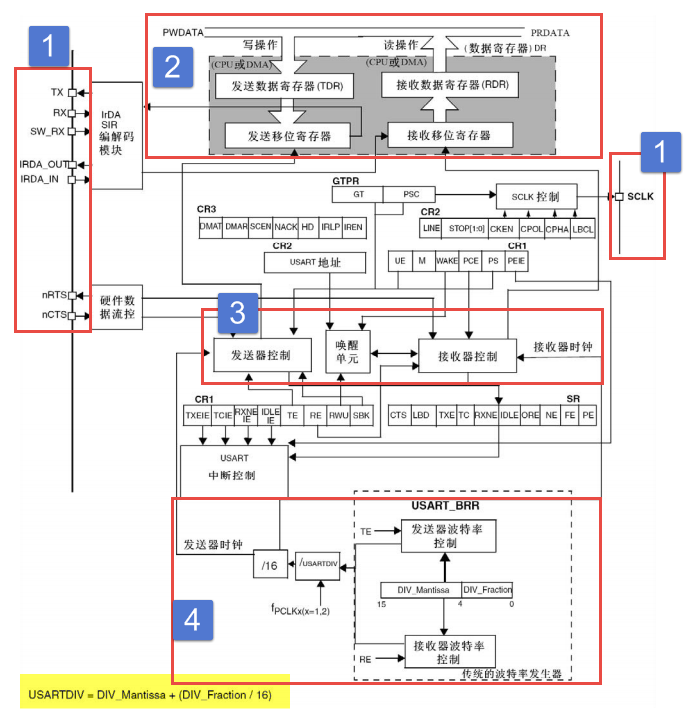 PWDATA
PRDATA
1
写操作
读操作
(数据寄存器) DR
2
(CPU或DMA)
(CPU或DMA)
发送数据寄存器(TDR)
接收数据寄存器(RDR)
TX
RX
SW_RX
IRDA_OUT
IRDA_IN
IrDA
SIR
编解码
模块
发送移位寄存器
接收移位寄存器
1
GTPR
GT
PSC
SCLK 控制
SCLK
CR3
DMAT
DMAR
SCEN
NACK
HD
IRLP
IREN
CR2
LINE
STOP[1:0]
CKEN
CPOL
CPHA
LBCL
CR2
USART 地址
CR1
UE
M
WAKE
PCE
PS
PEIE
nRTS
nCTS
硬件数
据流控
3
发送器控制
唤醒
单元
接收器控制
接收器时钟
CR1
TXEIE
TCIE
RXNE
IE
IDLE
IE
TE
RE
RWU
SBK
SR
CTS
LBD
TXE
TC
RXNE
IDLE
ORE
NE
FE
PE
USART
中断控制
USART_BRR
发送器时钟
TE
发送器波特率
控制
/16
/USARTDIV
fPCLKx(x=1,2)
DIV_Mantissa
DIV_Fraction
15
4
0
4
RE
接收器波特率
控制
传统的波特率发生器
USARTDIV = DIV_Mantissa + (DIV_Fraction / 16)